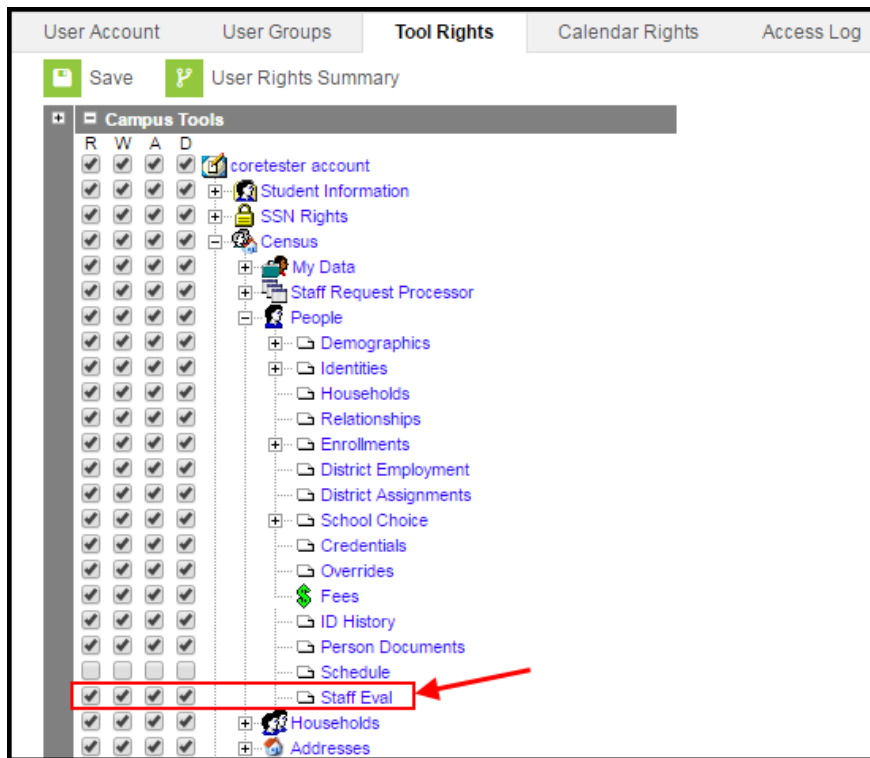 User Account User Groups Tool Rights Calendar Rights Access Log
Save User Rights Summary
Campus Tools
R W A D
coretester account
Student Information
SSN Rights
Census
My Data
Staff Request Processor
People
Demographics
Identities
Households
Relationships
Enrollments
District Employment
District Assignments
School Choice
Credentials
Overrides
Fees
ID History
Person Documents
Schedule
Staff Eval
Households
Addresses